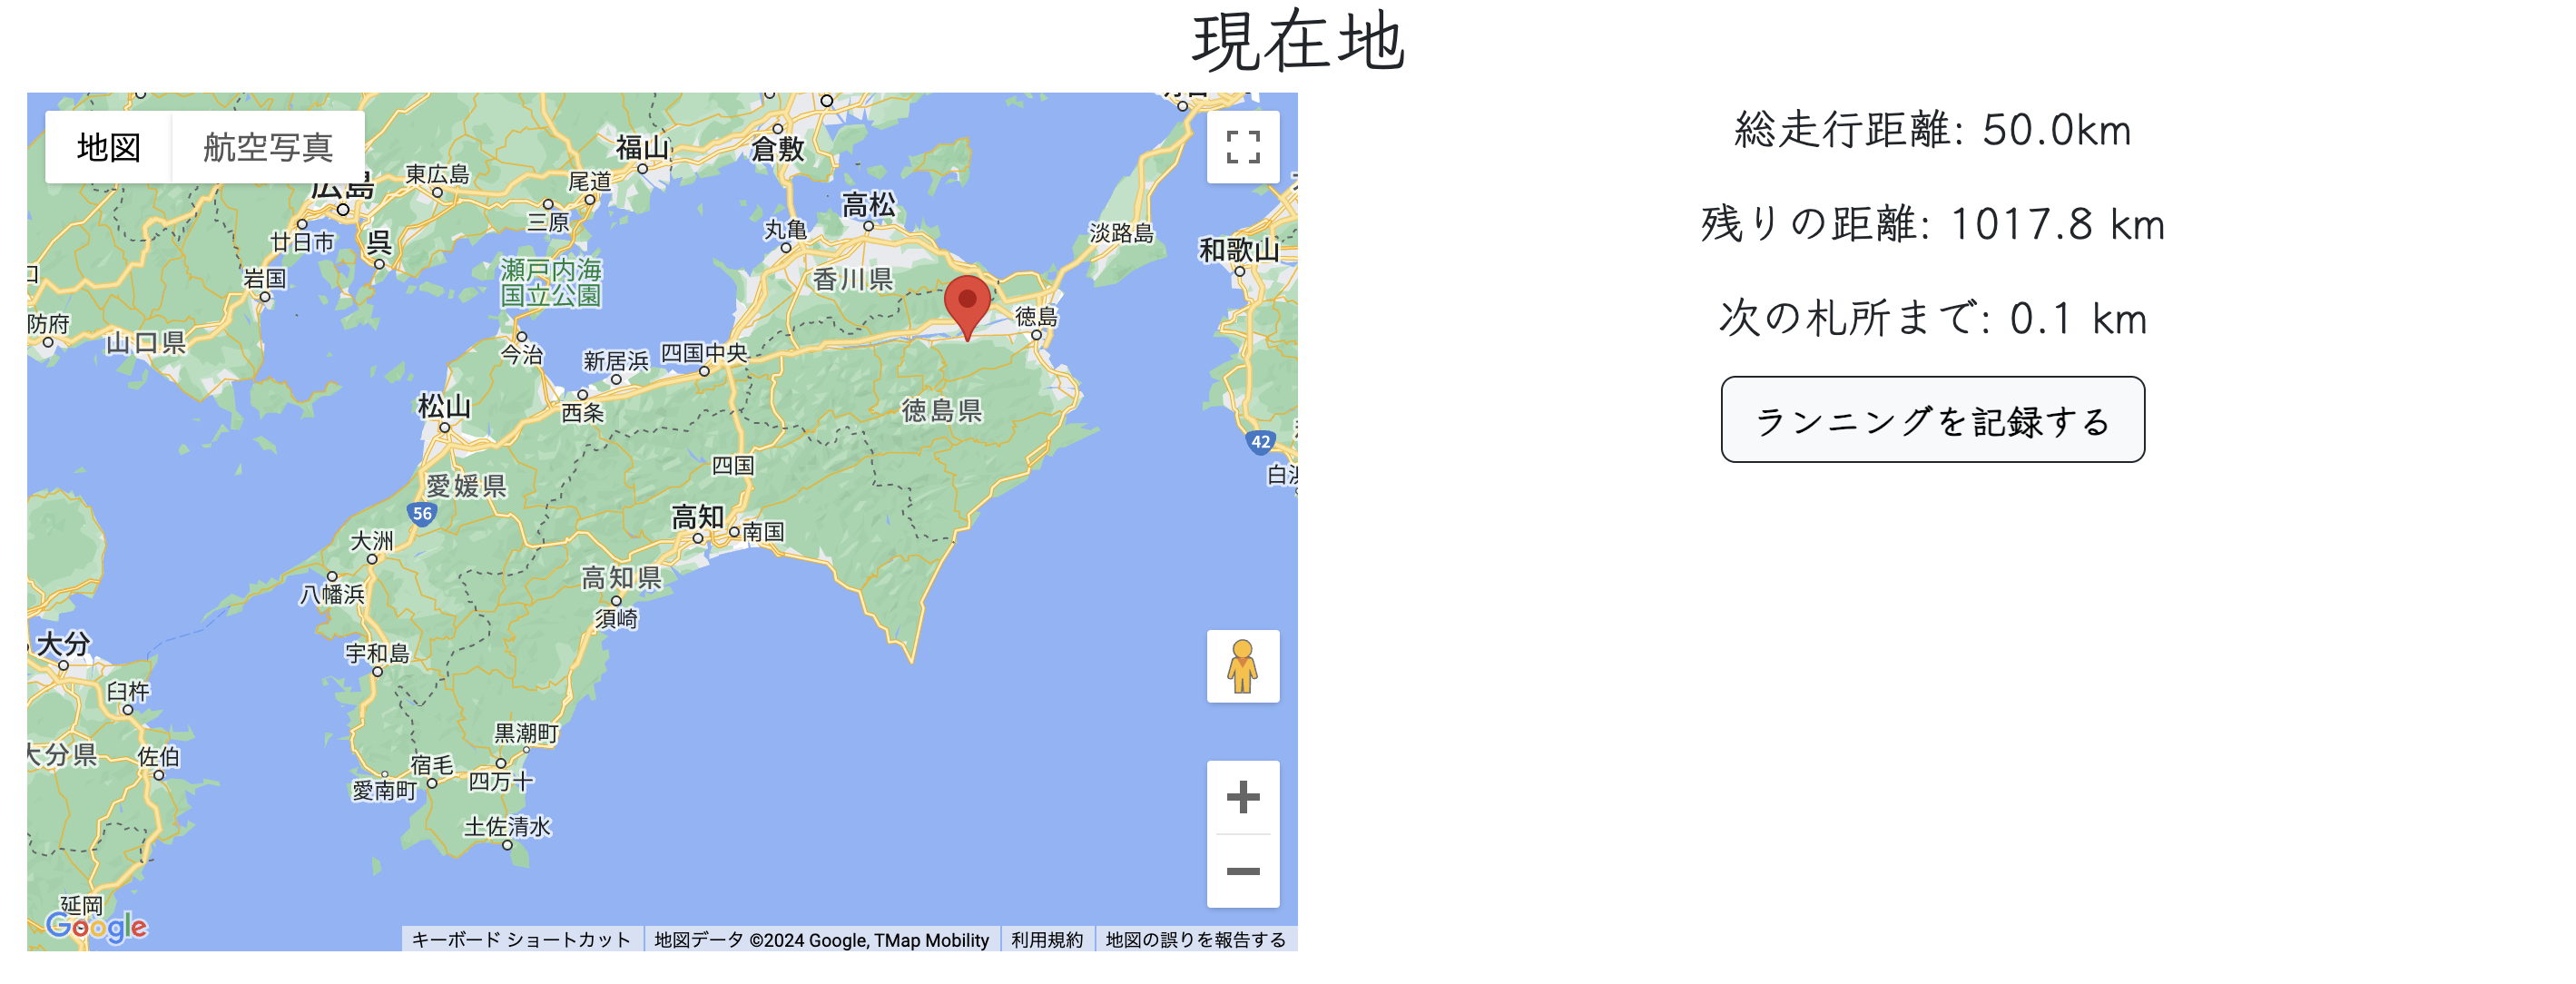 現在地
地図
航空写真
総走行距離: 50.0km
残りの距離: 1017.8 km
次の札所まで: 0.1 km
ランニングを記録する
福山
倉敷
広島
東広島
尾道
三原
高松
丸亀
淡路島
和歌山
廿日市
呉
岩国
瀬戸内海
国立公園
香川県
防府
山口県
徳島
今治
新居浜
四国中央
西条
松山
徳島県
42
四国
愛媛県
56
高知
南国
大洲
八幡浜
高知県
須崎
大分
宇和島
臼杵
大分県
佐伯
黒潮町
宿毛
四万十
愛南町
土佐清水
延岡
Google
キーボード ショートカット
地図データ ©2024 Google, TMap Mobility
利用規約
地図の誤りを報告する